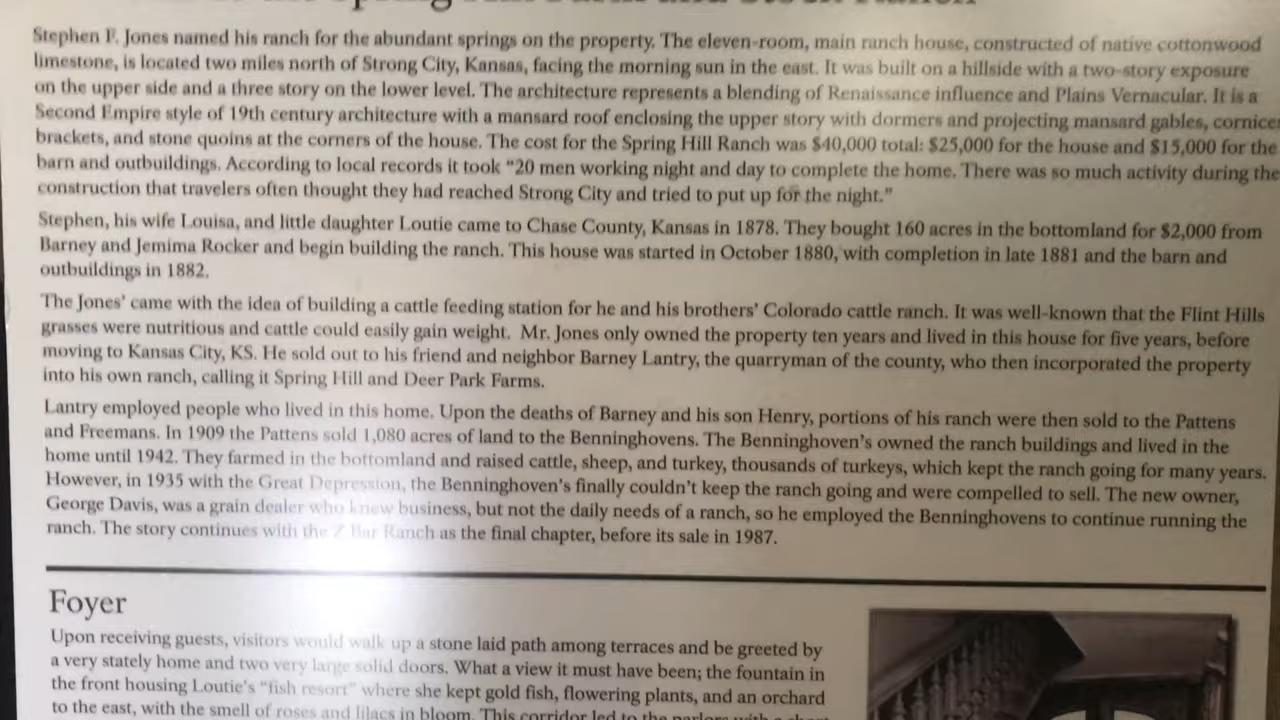 Stephen F. Jones named his ranch for the abundant springs on the property. The eleven-room, main ranch house, constructed of native cottonwood
limestone, is located two miles north of Strong City, Kansas, facing the morning sun in the east. It was built on a hillside with a two-story exposure
on the upper side and a three story on the lower level. The architecture represents a blending of Renaissance influence and Plains Vernacular. It is a
Second Empire style of 19th century architecture with a mansard roof enclosing the upper story with dormers and projecting mansard gables, cornices
brackets, and stone quoins at the corners of the house. The cost for the Spring Hill Ranch was $40,000 total: $25,000 for the house and $15,000 for the
barn and outbuildings. According to local records it took "20 men working night and day to complete the home. There was so much activity during the
construction that travelers often thought they had reached Strong City and tried to put up for the night."
Stephen, his wife Louisa, and little daughter Loutie came to Chase County, Kansas in 1878. They bought 160 acres in the bottomland for $2,000 from
Barney and Jemima Rocker and begin building the ranch. This house was started in October 1880, with completion in late 1881 and the barn and
outbuildings in 1882.
The Jones' came with the idea of building a cattle feeding station for he and his brothers' Colorado cattle ranch. It was well-known that the Flint Hills
grasses were nutritious and cattle could easily gain weight. Mr. Jones only owned the property ten years and lived in this house for five years, before
moving to Kansas City, KS. He sold out to his friend and neighbor Barney Lantry, the quarryman of the county, who then incorporated the property
into his own ranch, calling it Spring Hill and Deer Park Farms.
Lantry employed people who lived in this home. Upon the deaths of Barney and his son Henry, portions of his ranch were then sold to the Pattens
and Freemans. In 1909 the Pattens sold 1,080 acres of land to the Benninghovens. The Benninghoven's owned the ranch buildings and lived in the
home until 1942. They farmed in the bottomland and raised cattle, sheep, and turkey, thousands of turkeys, which kept the ranch going for many years.
However, in 1935 with the Great Depression, the Benninghoven's finally couldn't keep the ranch going and were compelled to sell. The new owner,
George Davis, was a grain dealer who knew business, but not the daily needs of a ranch, so he employed the Benninghovens to continue running the
ranch. The story continues with the Z Bar Ranch as the final chapter, before its sale in 1987.
Foyer
Upon receiving guests, visitors would walk up a stone laid path among terraces and be greeted by
a very stately home and two very large solid doors. What a view it must have been; the fountain in
the front housing Loutie's "fish resort" where she kept gold fish, flowering plants, and an orchard
to the east, with the smell of roses and lilacs in bloom. This corridor led to the